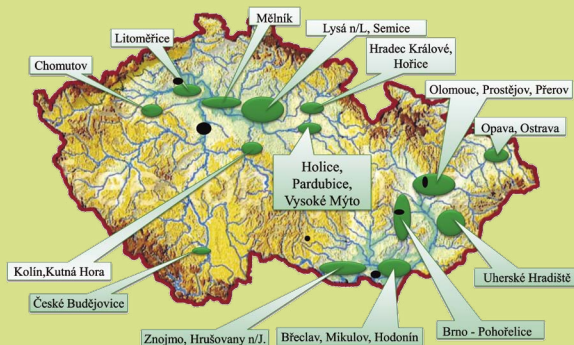 Mělník
Lysá n/L, Semice
Litoměřice
Hradec Králové,
Hořice
Chomutov
Olomouc, Prostějov, Přerov
Opava, Ostrava
Holice,
Pardubice,
Vysoké Mýto
Kolín,Kutná Hora
České Budějovice
Uherské Hradiště
Znojmo, Hrušovany n/J.
Břeclav, Mikulov, Hodonín
Brno - Pohořelice